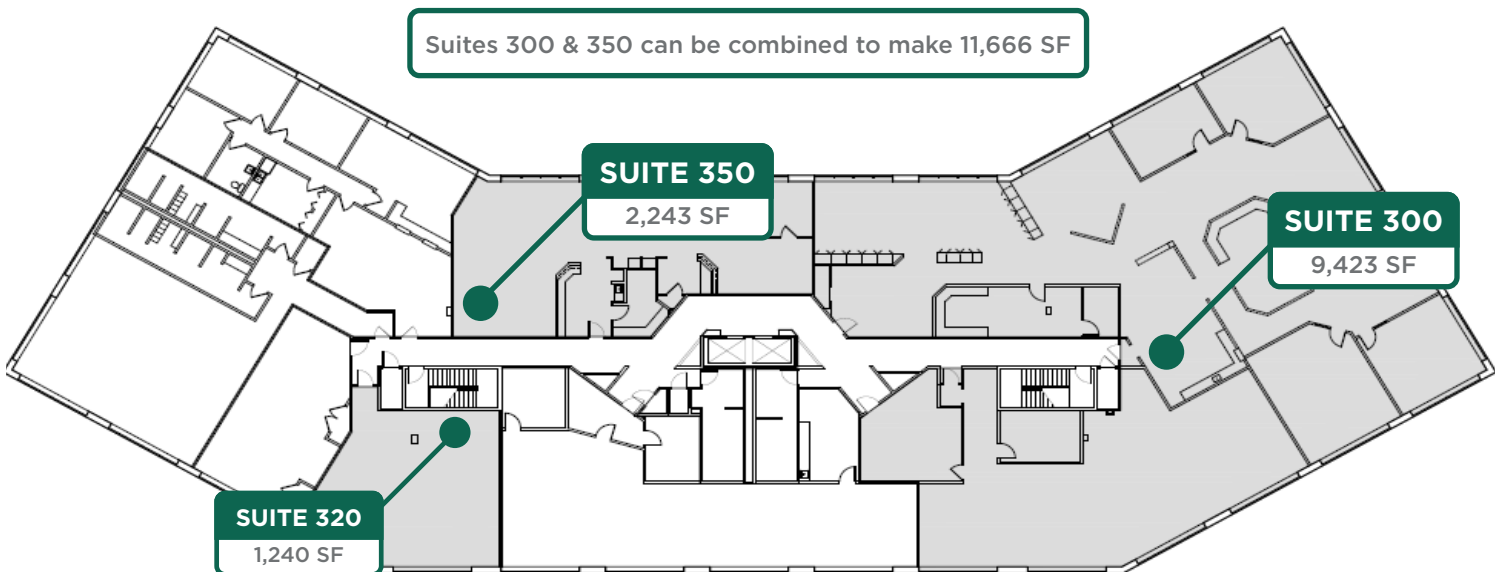 Suites 300 & 350 can be combined to make 11,666 SF
SUITE 350
2,243 SF
SUITE 300
9,423 SF
SUITE 320
1,240 SF